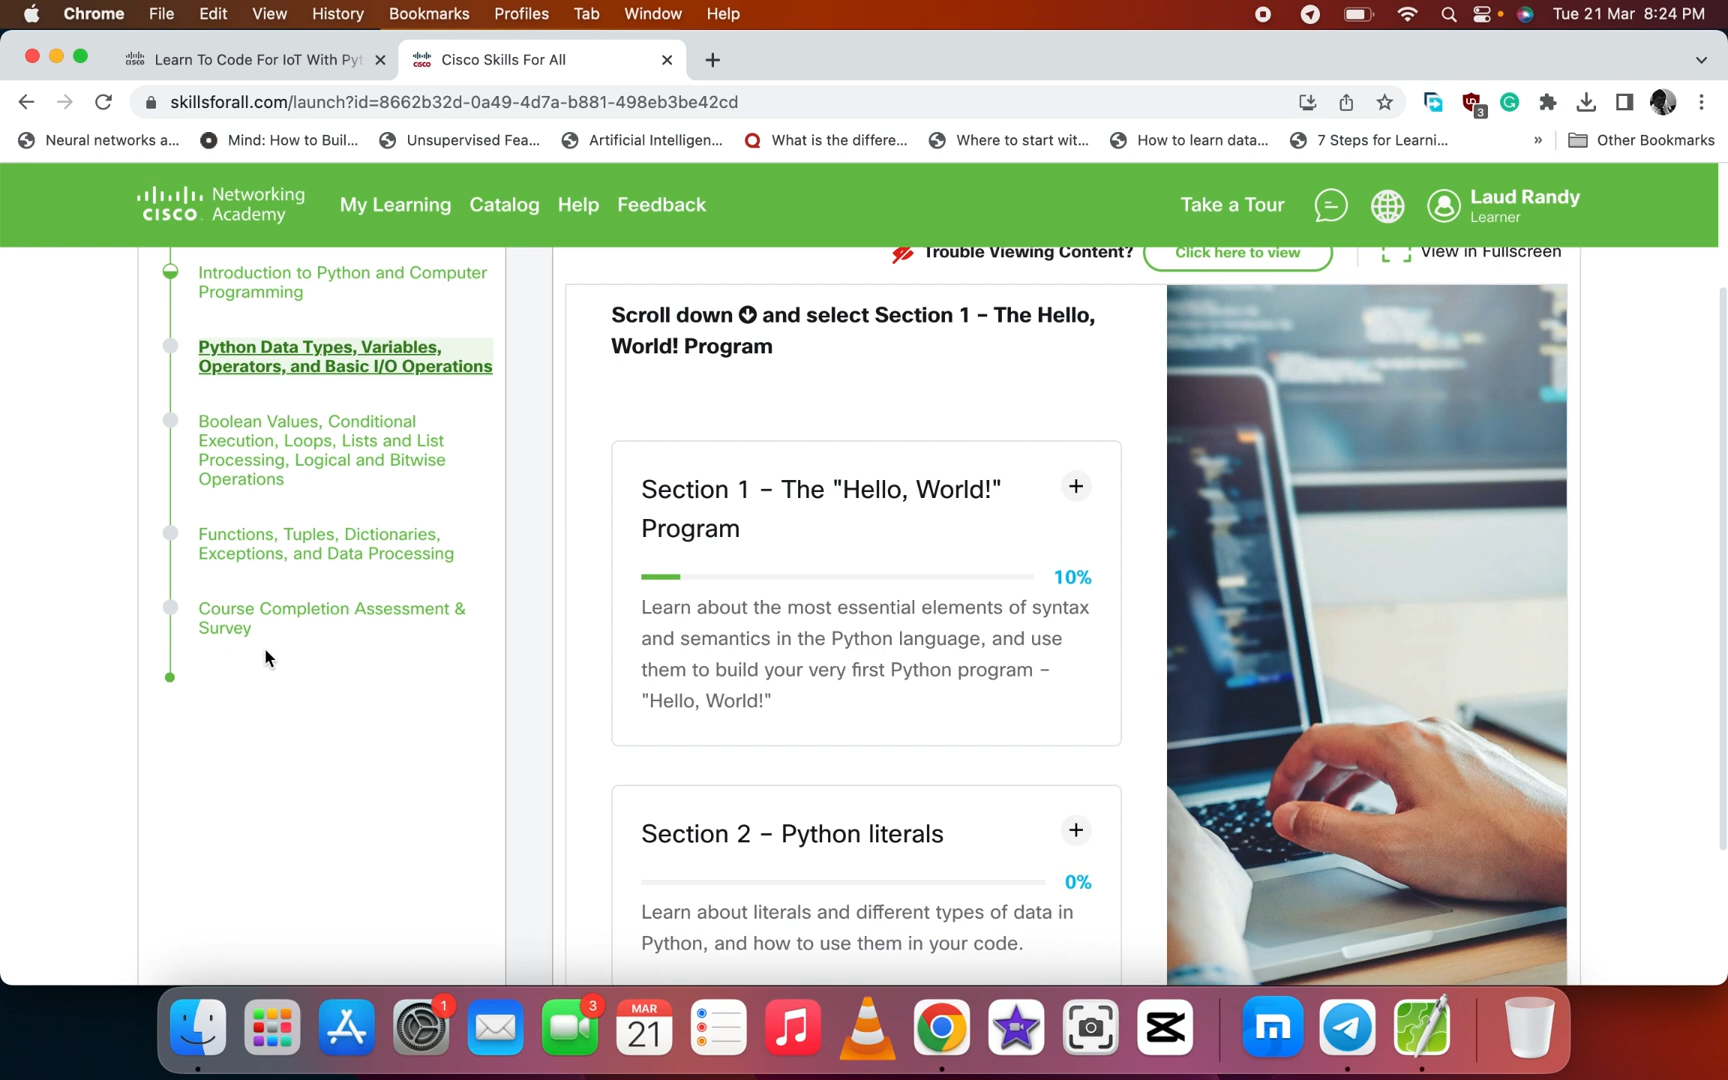 Chrome File Edit View History Bookmarks Profiles Tab Window Help Tue 21 Mar 8:24 PM
Learn To Code For IoT With Pyt Cisco Skills For All
skillsforall.com/launch?id=8662b32d-0a49-4d7a-b881-498eb3be42cd 3
Neural networks a... Mind: How to Buil... Unsupervised Fea... Artificial Intelligen... What is the differe... Where to start wit... How to learn data... 7 Steps for Learni... » Other Bookmarks
CISCO Networking Academy My Learning Catalog Help Feedback Take a Tour Laud Randy
Learner
Trouble Viewing Content? Click here to view View in Fullscreen
Introduction to Python and Computer
Programming
Python Data Types, Variables,
Operators, and Basic I/O Operations
Boolean Values, Conditional
Execution, Loops, Lists and List
Processing, Logical and Bitwise
Operations
Functions, Tuples, Dictionaries,
Exceptions, and Data Processing
Course Completion Assessment &
Survey
Scroll down and select Section 1 – The Hello,
World! Program
Section 1 – The "Hello, World!" +
Program
10%
Learn about the most essential elements of syntax
and semantics in the Python language, and use
them to build your very first Python program –
"Hello, World!"
Section 2 – Python literals +
0%
Learn about literals and different types of data in
Python, and how to use them in your code.
1 3 MAR
21